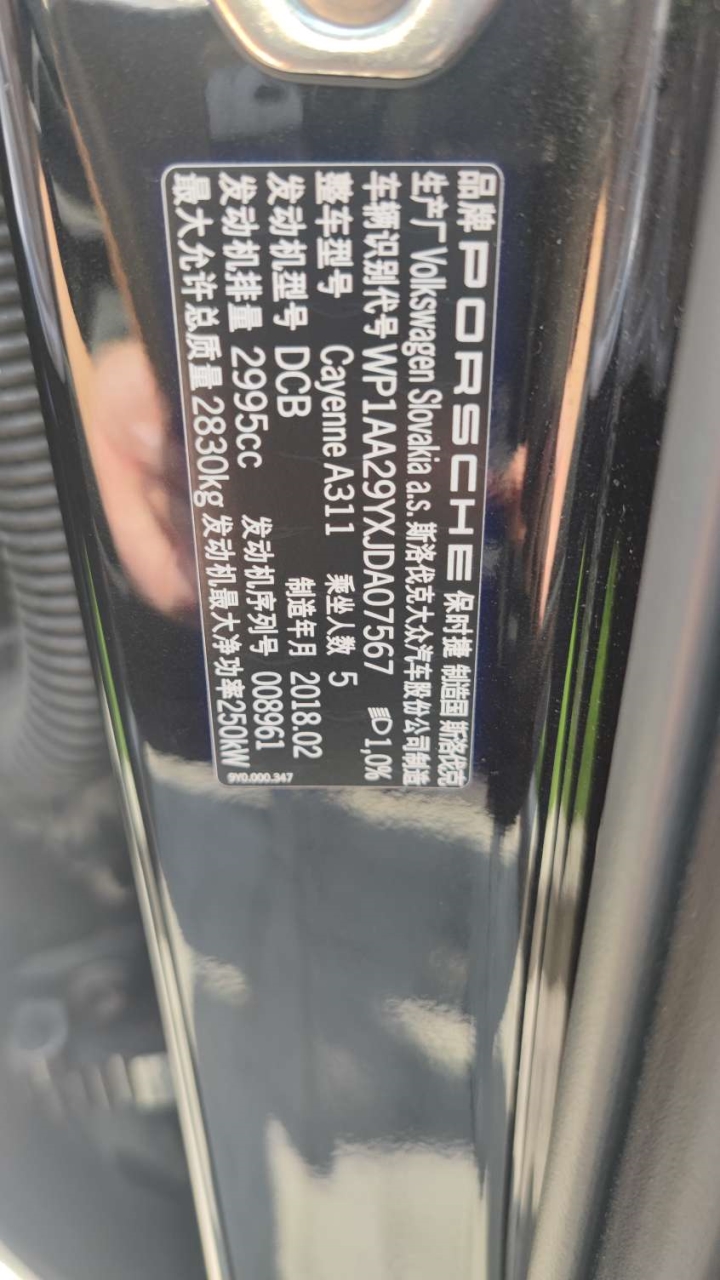 品牌 PORSCHE 保时捷 制造国 斯洛伐克
生产厂 Volkswagen Slovakia a.s. 斯洛伐克大众汽车股份公司制造
车辆识别代号 WP1AA29YXJDA07567 1,0%
整车型号 Cayenne A311 乘坐人数 5
发动机型号 DCB 制造年月 2018.02
发动机排量 2995cc 发动机序列号 008961
最大允许总质量 2830kg 发动机最大净功率250kW
9Y0.000.347